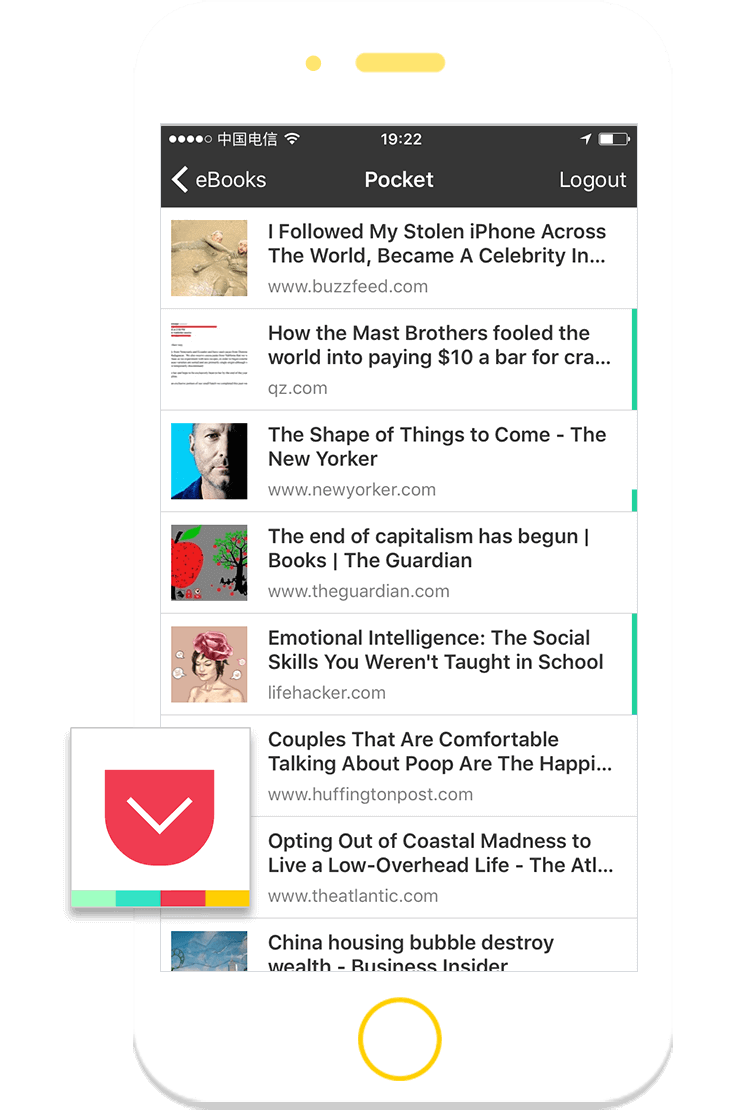 中国电信 19:22
eBooks Pocket Logout
I Followed My Stolen iPhone Across
The World, Became A Celebrity In...
www.buzzfeed.com
How the Mast Brothers fooled the
world into paying $10 a bar for cra...
qz.com
The Shape of Things to Come - The
New Yorker
www.newyorker.com
The end of capitalism has begun |
Books | The Guardian
www.theguardian.com
Emotional Intelligence: The Social
Skills You Weren't Taught in School
lifehacker.com
Couples That Are Comfortable
Talking About Poop Are The Happi...
www.huffingtonpost.com
Opting Out of Coastal Madness to
Live a Low-Overhead Life - The Atl...
www.theatlantic.com
China housing bubble destroy
wealth - Business Insider